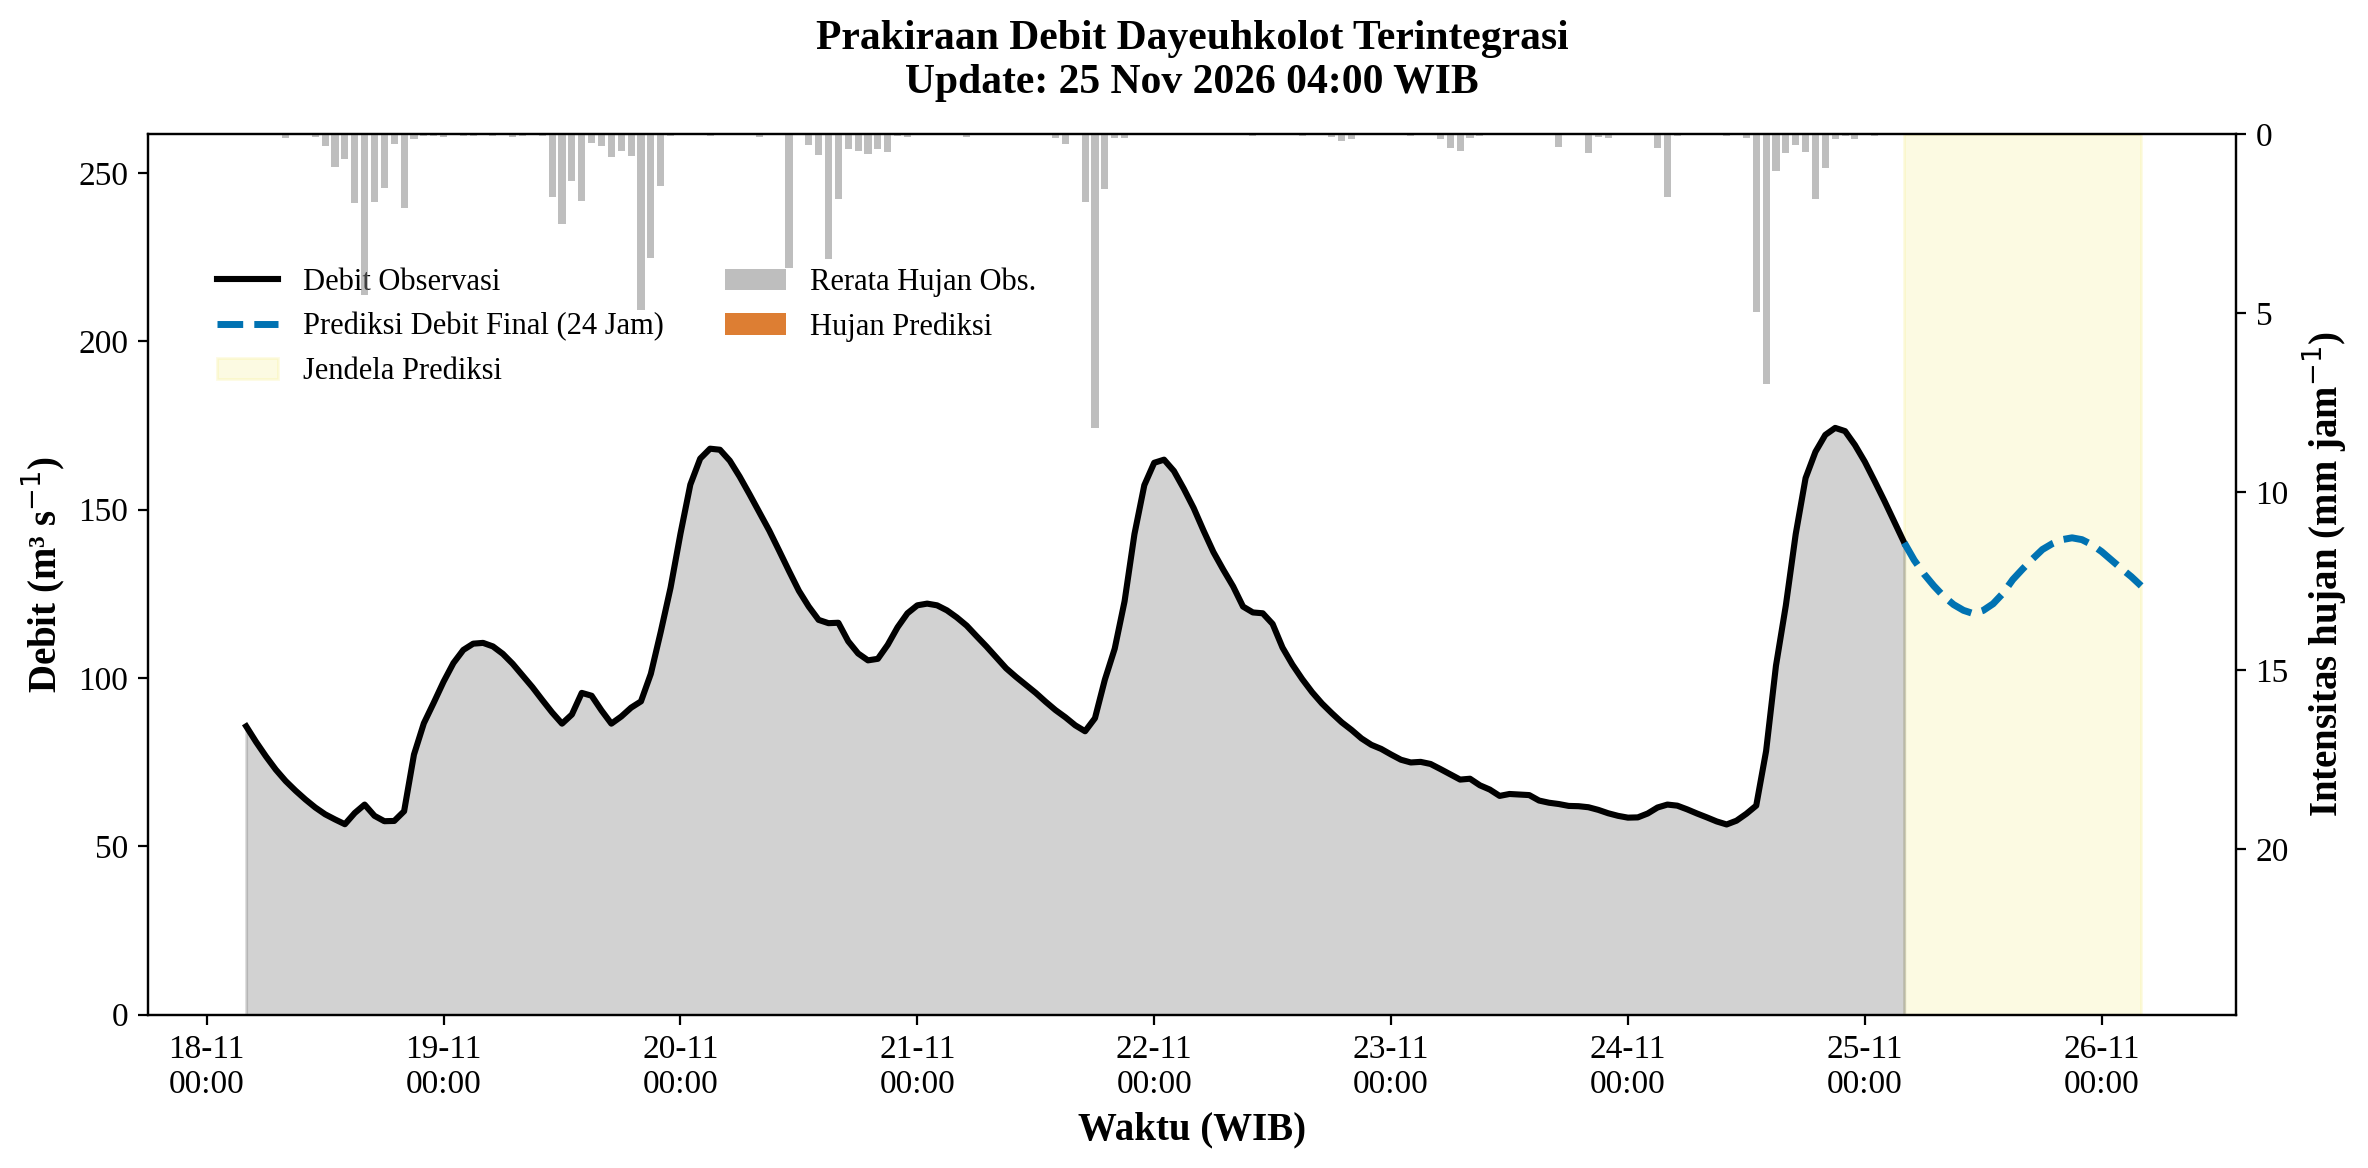 Prakiraan Debit Dayeuhkolot Terintegrasi
Update: 25 Nov 2026 04:00 WIB
Debit (m³ s⁻¹)
250
200
150
100
50
0
Debit Observasi
Prediksi Debit Final (24 Jam)
Jendela Prediksi
Rerata Hujan Obs.
Hujan Prediksi
0
5
10
15
20
Intensitas hujan (mm jam⁻¹)
18-11 19-11 20-11 21-11 22-11 23-11 24-11 25-11 26-11
00:00 00:00 00:00 00:00 00:00 00:00 00:00 00:00 00:00
Waktu (WIB)